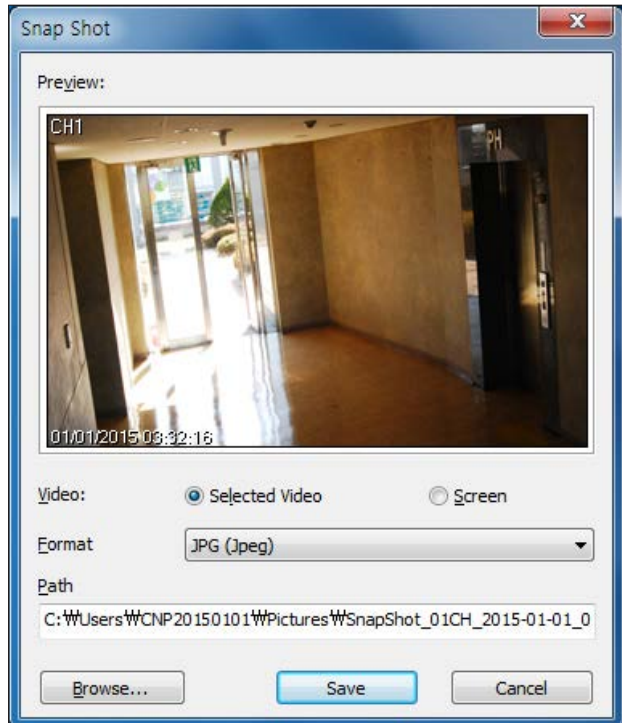 Snap Shot
Preview:
CH1
PH
01/01/2015 03:32:16
Video:
Selected Video
Screen
Format
JPG (Jpeg)
Path
C:₩Users₩CNP20150101₩Pictures₩SnapShot_01CH_2015-01-01_0
Browse...
Save
Cancel